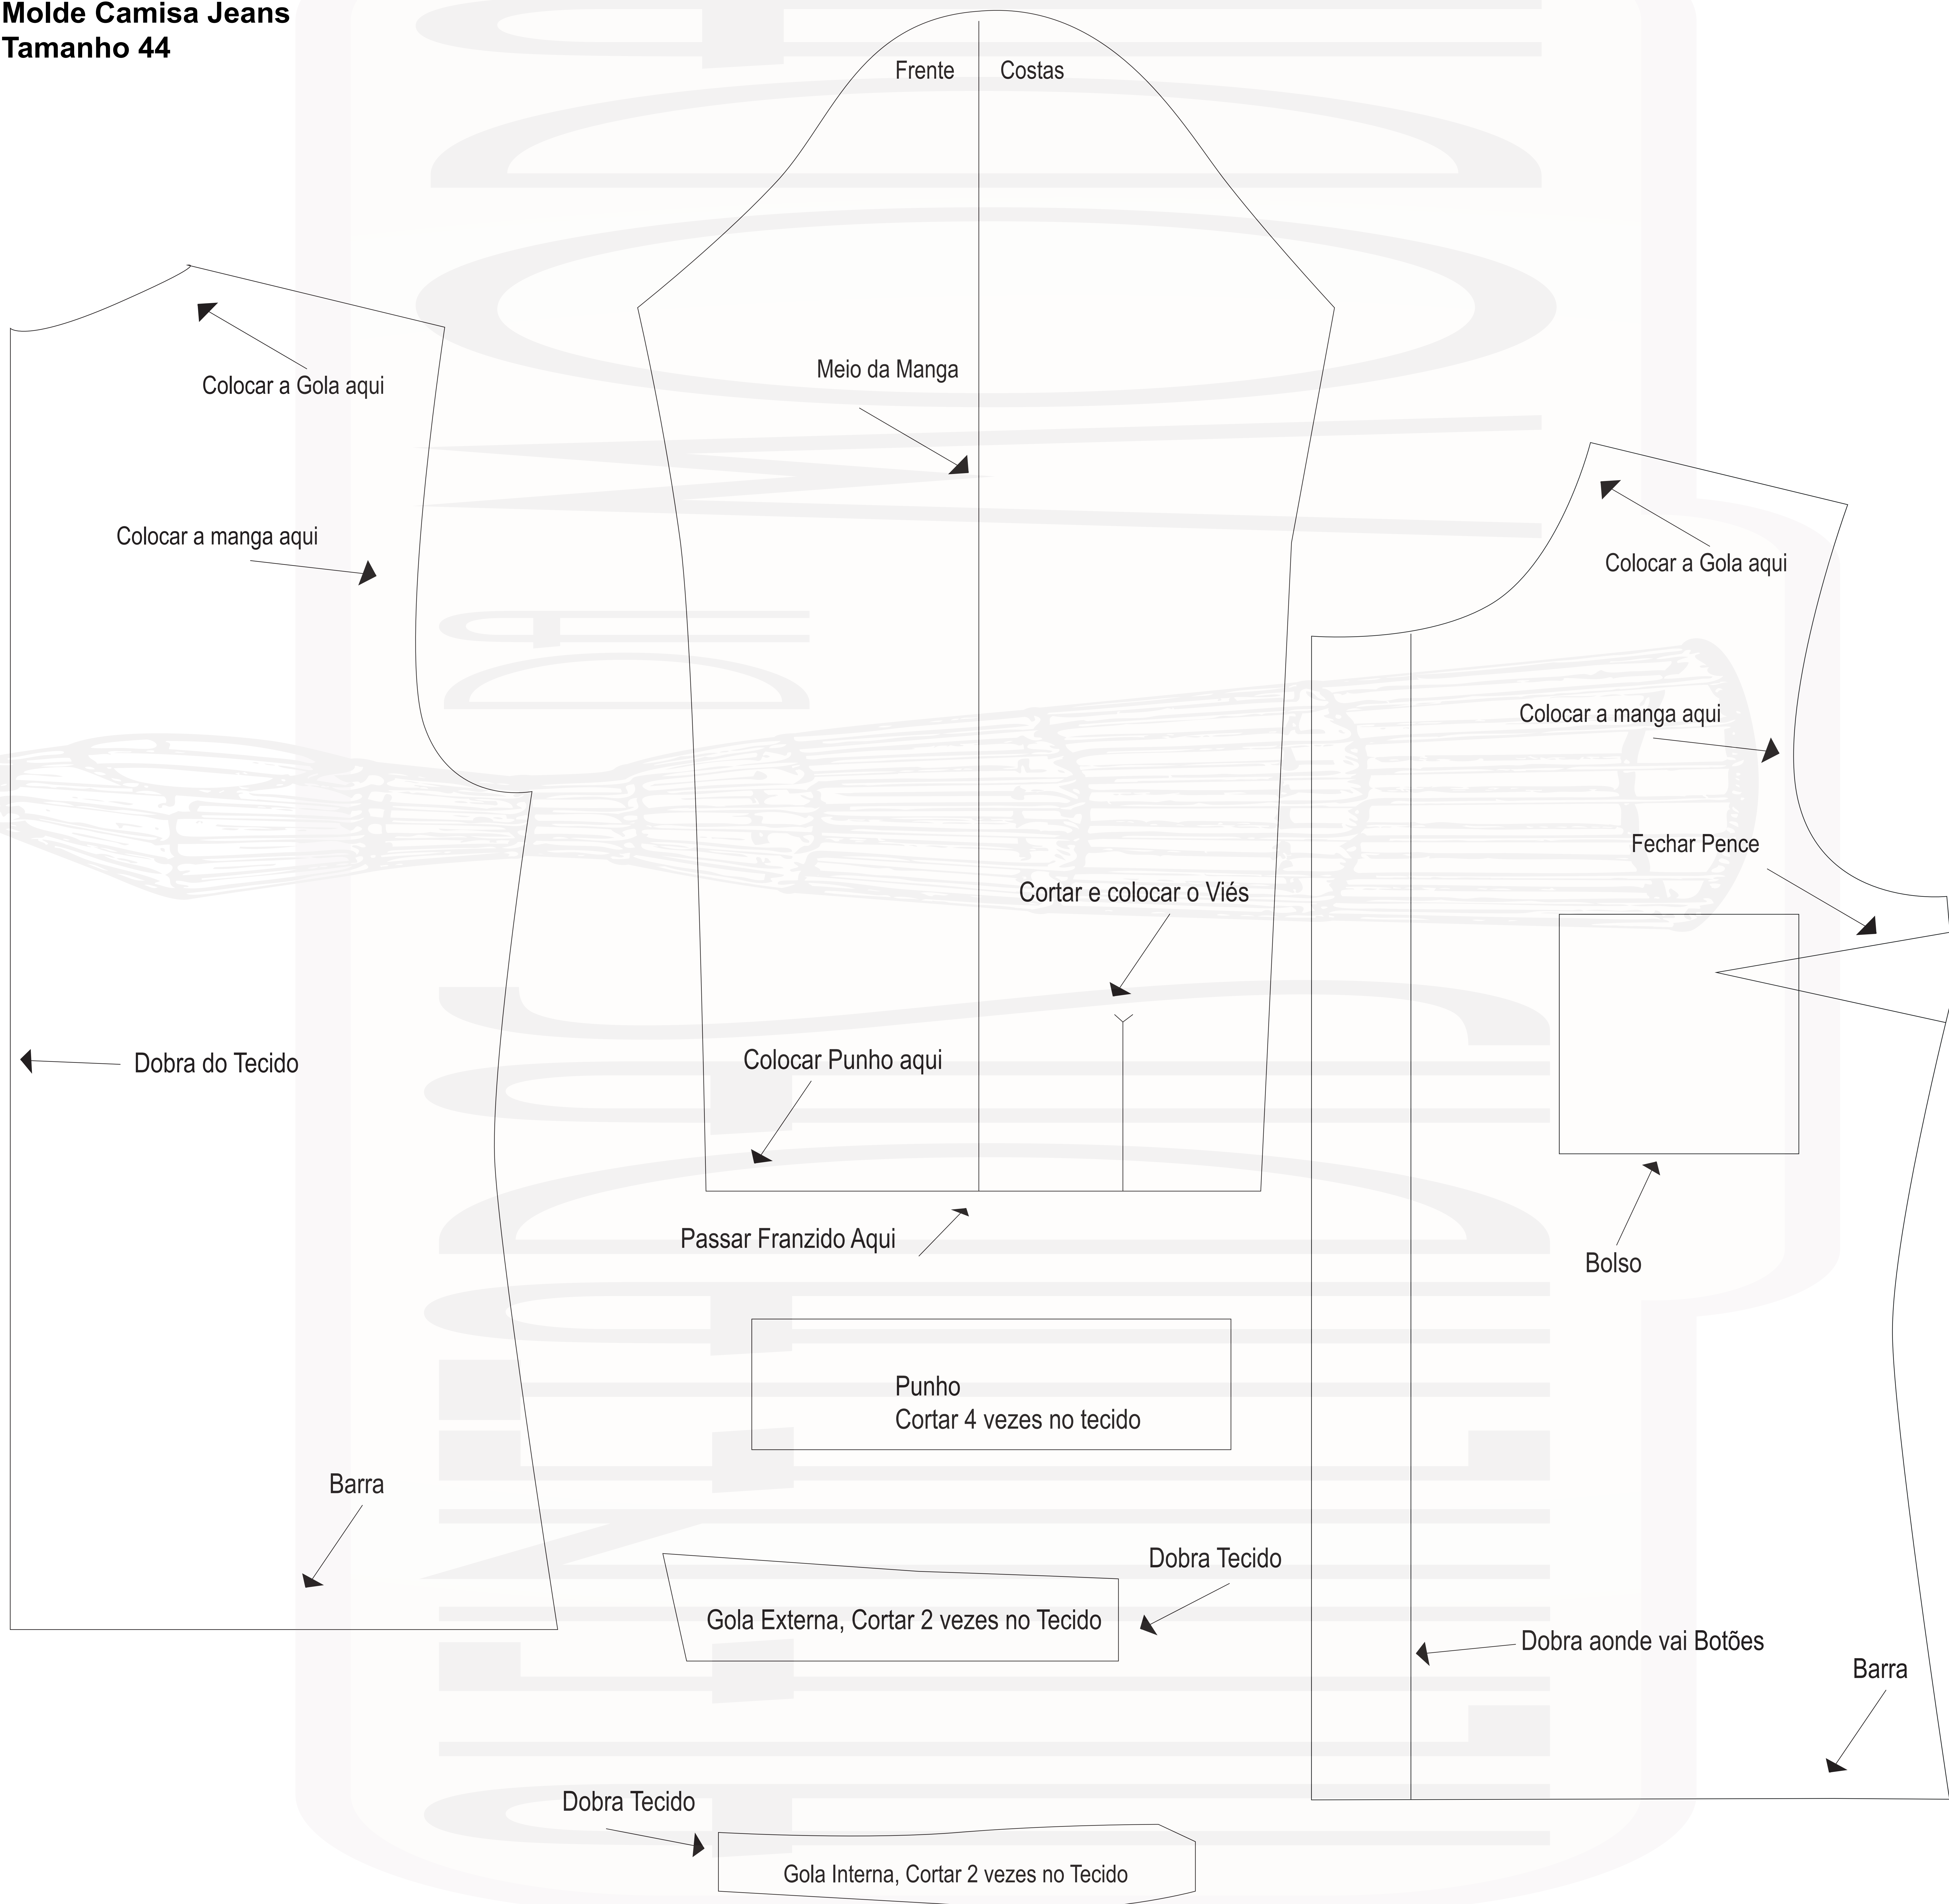 Molde Camisa Jeans
Tamanho 44
Frente
Costas
Colocar a Gola aqui
Meio da Manga
Colocar a manga aqui
Colocar a Gola aqui
Colocar a manga aqui
Fechar Pence
Cortar e colocar o Viés
Dobra do Tecido
Colocar Punho aqui
Passar Franzido Aqui
Bolso
Punho
Cortar 4 vezes no tecido
Barra
Dobra Tecido
Gola Externa, Cortar 2 vezes no Tecido
Dobra aonde vai Botões
Barra
Dobra Tecido
Gola Interna, Cortar 2 vezes no Tecido